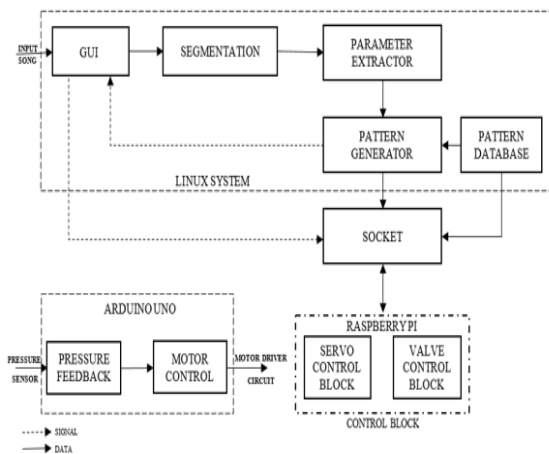 INPUT
SONG
GUI
SEGMENTATION
PARAMETER
EXTRACTOR
PATTERN
GENERATOR
PATTERN
DATABASE
LINUX SYSTEM
SOCKET
ARDUINO UNO
PRESSURE
SENSOR
PRESSURE
FEEDBACK
MOTOR
CONTROL
MOTOR DRIVER
CIRCUIT
RASPBERRY PI
SERVO
CONTROL
BLOCK
VALVE
CONTROL
BLOCK
CONTROL BLOCK
SIGNAL
DATA